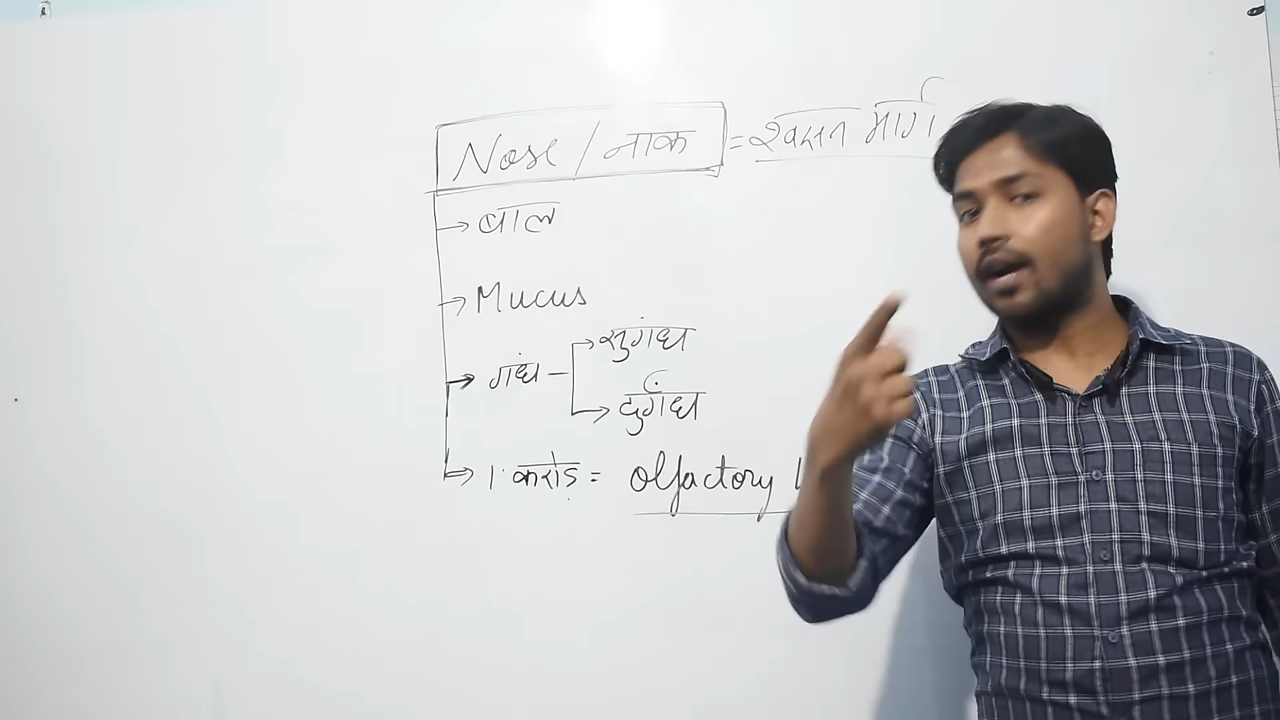 Nose / नाक = श्वसन मार्ग
→ बाल
→ Mucus
→ गंध — → सुगंध
→ दुर्गंध
→ 1 करोड़ = Olfactory